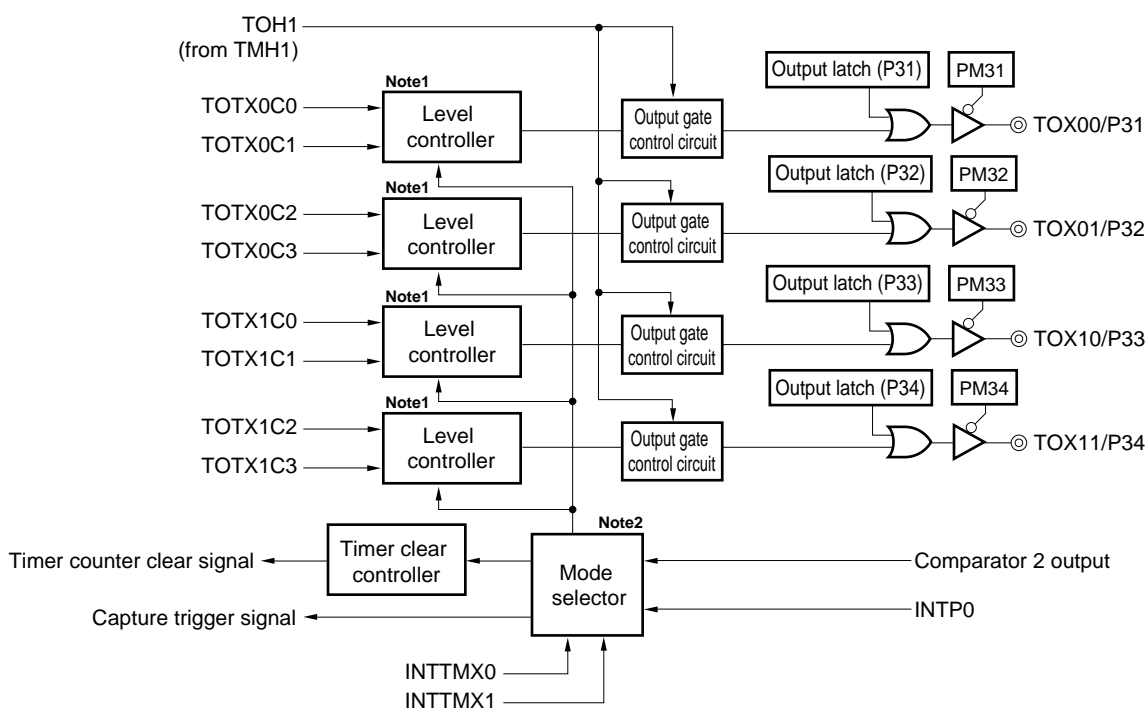 TOH1
(from TMH1)
Output latch (P31)
PM31
Note1
TOTX0C0
TOTX0C1
Level
controller
Output gate
control circuit
TOX00/P31
Output latch (P32)
PM32
Note1
TOTX0C2
TOTX0C3
Level
controller
Output gate
control circuit
TOX01/P32
Output latch (P33)
PM33
Note1
TOTX1C0
TOTX1C1
Level
controller
Output gate
control circuit
TOX10/P33
Output latch (P34)
PM34
Note1
TOTX1C2
TOTX1C3
Level
controller
Output gate
control circuit
TOX11/P34
Note2
Timer counter clear signal
Timer clear
controller
Mode
selector
Comparator 2 output
Capture trigger signal
INTP0
INTTMX0
INTTMX1